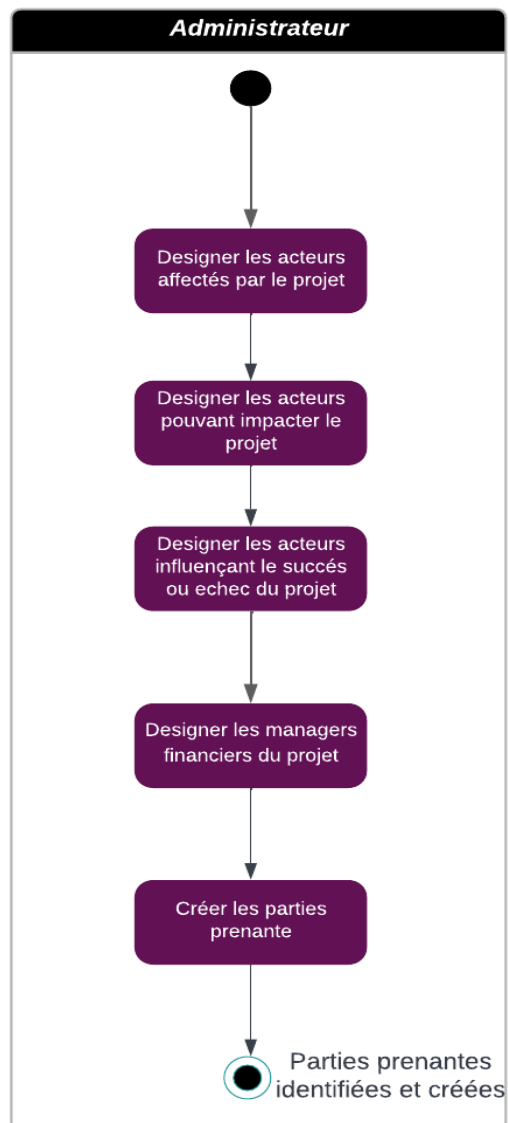 Administrateur
Designer les acteurs
affectés par le projet
Designer les acteurs
pouvant impacter le
projet
Designer les acteurs
influençant le succés
ou echec du projet
Designer les managers
financiers du projet
Créer les parties
prenante
Parties prenantes
identifiées et créées